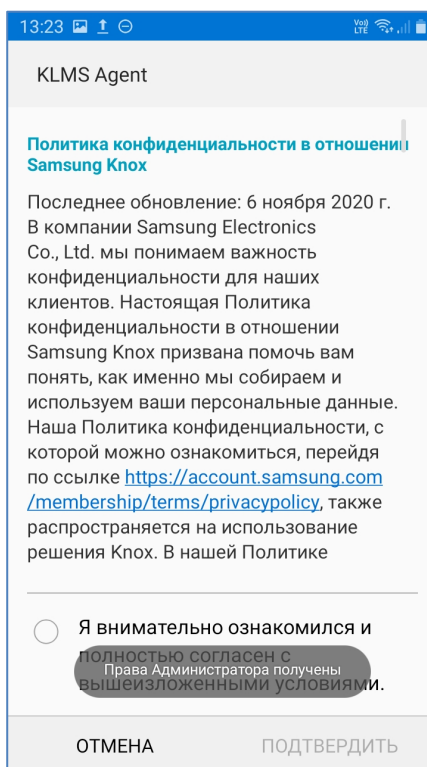 13:23
Vo)) LTE
KLMS Agent
Политика конфиденциальности в отношении
Samsung Knox
Последнее обновление: 6 ноября 2020 г.
В компании Samsung Electronics
Co., Ltd. мы понимаем важность
конфиденциальности для наших
клиентов. Настоящая Политика
конфиденциальности в отношении
Samsung Knox призвана помочь вам
понять, как именно мы собираем и
используем ваши персональные данные.
Наша Политика конфиденциальности, с
которой можно ознакомиться, перейдя
по ссылке https://account.samsung.com
/membership/terms/privacypolicy, также
распространяется на использование
решения Knox. В нашей Политике
Я внимательно ознакомился и
полностью согласен с
Права Администратора получены
вышеизложенными условиями.
ОТМЕНА ПОДТВЕРДИТЬ